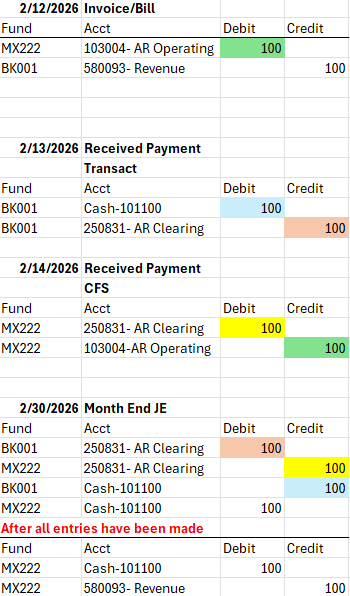 2/12/2026 Invoice/Bill
Fund Acct Debit Credit
MX222 103004- AR Operating 100
BK001 580093- Revenue 100
2/13/2026 Received Payment
Transact
Fund Acct Debit Credit
BK001 Cash-101100 100
BK001 250831- AR Clearing 100
2/14/2026 Received Payment
CFS
Fund Acct Debit Credit
MX222 250831- AR Clearing 100
MX222 103004-AR Operating 100
2/30/2026 Month End JE
Fund Acct Debit Credit
BK001 250831- AR Clearing 100
MX222 250831- AR Clearing 100
BK001 Cash-101100 100
MX222 Cash-101100 100
After all entries have been made
Fund Acct Debit Credit
MX222 Cash-101100 100
MX222 580093- Revenue 100